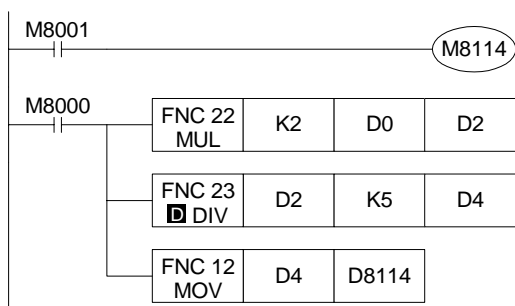 M8001
M8114
M8000
FNC 22
MUL
K2
D0
D2
FNC 23
D DIV
D2
K5
D4
FNC 12
MOV
D4
D8114